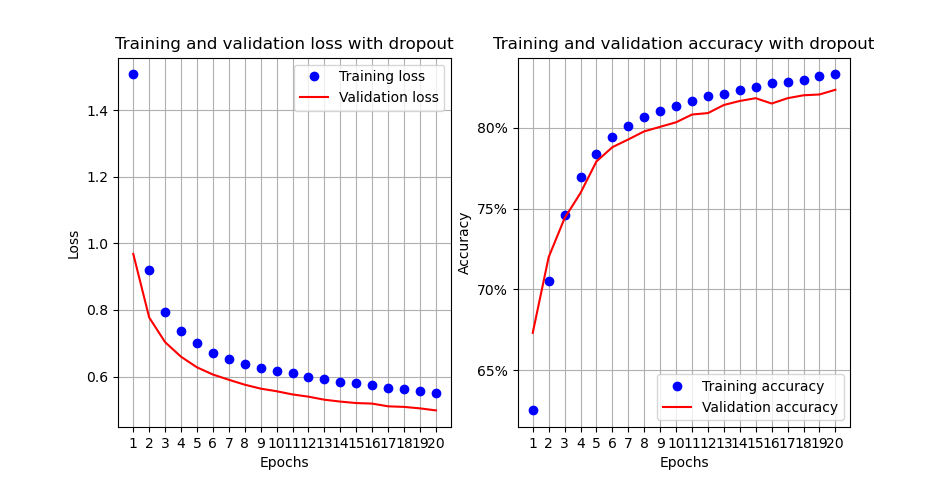 Training and validation loss with dropout
Training loss
Validation loss
1.4
1.2
1.0
0.8
0.6
Loss
1 2 3 4 5 6 7 8 9 10 11 12 13 14 15 16 17 18 19 20
Epochs
Training and validation accuracy with dropout
80%
75%
70%
65%
Accuracy
Training accuracy
Validation accuracy
1 2 3 4 5 6 7 8 9 10 11 12 13 14 15 16 17 18 19 20
Epochs